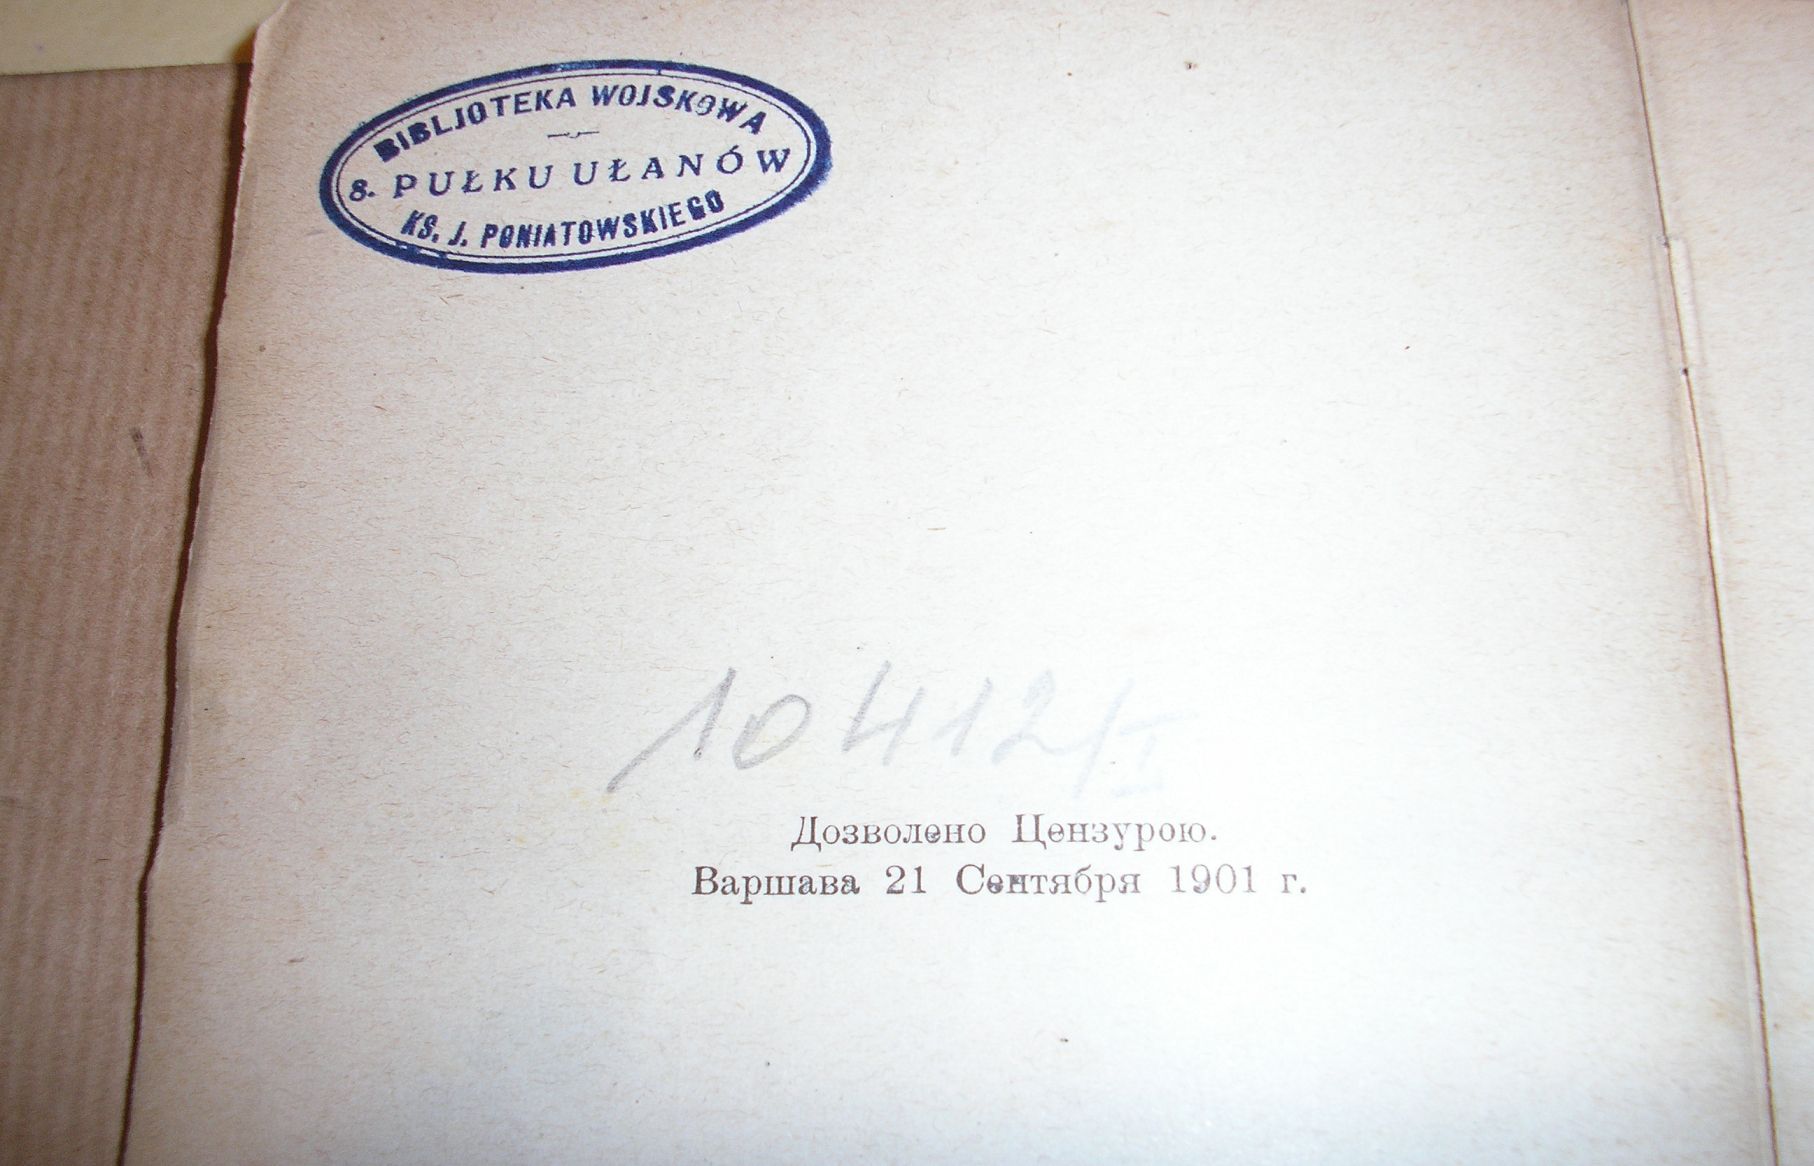 BIBLJOTEKA WOJSKOWA
8. PUŁKU UŁANÓW
KS. J. PONIATOWSKIEGO
10412/I
Дозволено Цензурою.
Варшава 21 Сентября 1901 г.